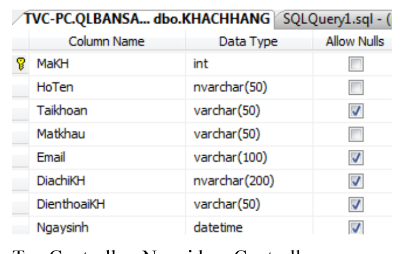 TVC-PC.QLBANSA... dbo.KHACHHANG SQLQuery1.sql - (
Column Name Data Type Allow Nulls
MaKH int
HoTen nvarchar(50)
Taikhoan varchar(50)
Matkhau varchar(50)
Email varchar(100)
DiachiKH nvarchar(200)
DienthoaiKH varchar(50)
Ngaysinh datetime